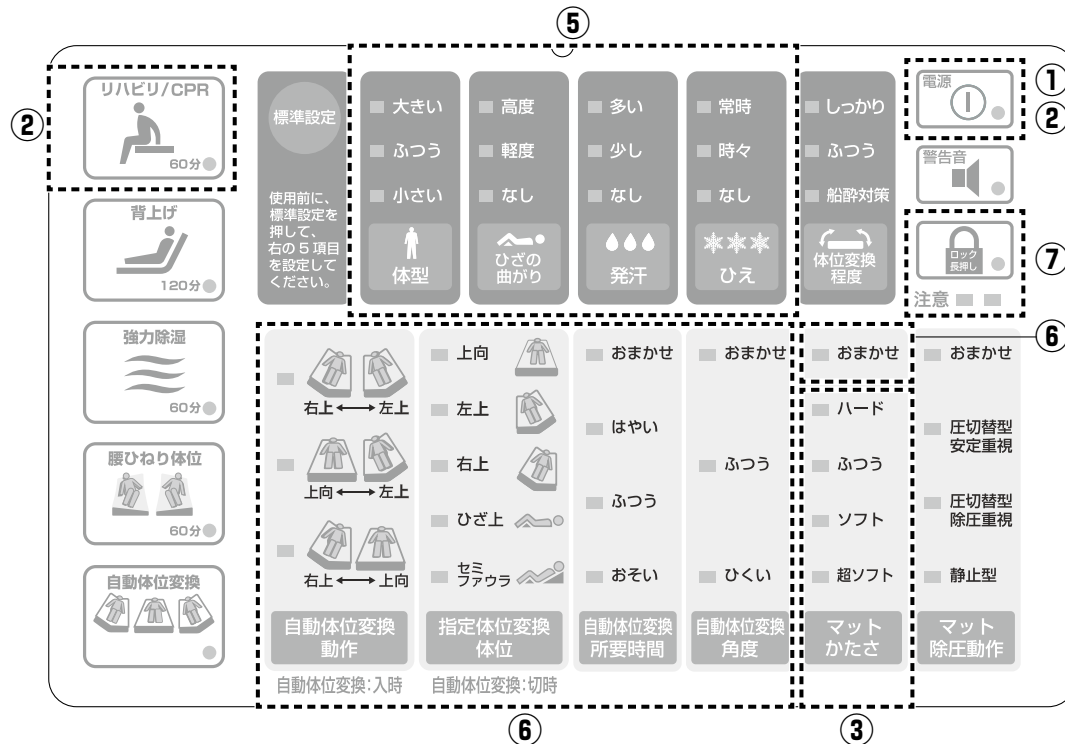 ⑤
②
リハビリ/CPR
60分
背上げ
120分
強力除湿
60分
腰ひねり体位
60分
自動体位変換
標準設定
使用前に、
標準設定を
押して、
右の5項目
を設定して
ください。
大きい
ふつう
小さい
体型
高度
軽度
なし
ひざの
曲がり
多い
少し
なし
発汗
常時
時々
なし
ひえ
しっかり
ふつう
船酔対策
体位変換
程度
電源
①
②
警告音
ロック
長押し
⑦
注意
右上 左上
上向 左上
右上 上向
自動体位変換
動作
自動体位変換:入時
上向
左上
右上
ひざ上
セミ
ファウラ
指定体位変換
体位
自動体位変換:切時
おまかせ
はやい
ふつう
おそい
自動体位変換
所要時間
おまかせ
ふつう
ひくい
自動体位変換
角度
おまかせ
ハード
ふつう
ソフト
超ソフト
マット
かたさ
おまかせ
圧切替型
安定重視
圧切替型
除圧重視
静止型
マット
除圧動作
⑥
⑥
③